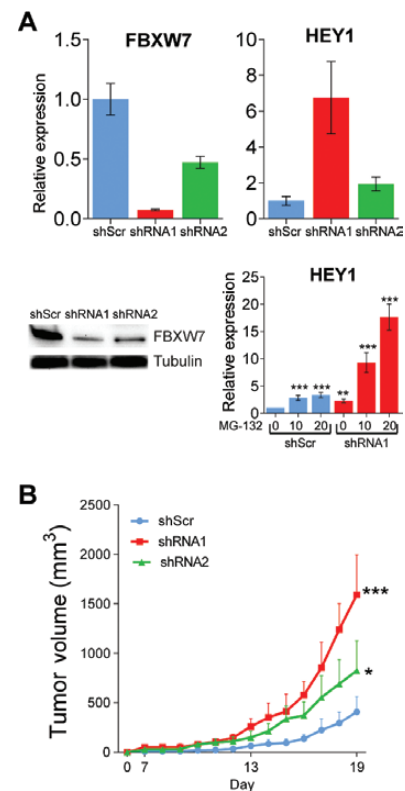 A
FBXW7
HEY1
Relative expression
1.5
1.0
0.5
0.0
shScr shRNA1 shRNA2
10
8
6
4
2
0
shScr shRNA1 shRNA2
shScr shRNA1 shRNA2
FBXW7
Tubulin
HEY1
Relative expression
25
20
15
10
5
0
*** *** ** *** ***
MG-132 0 10 20 0 10 20
shScr shRNA1
B
Tumor volume (mm³)
2500
2000
1500
1000
500
0
shScr
shRNA1
shRNA2
***
*
0 7 13 19
Day